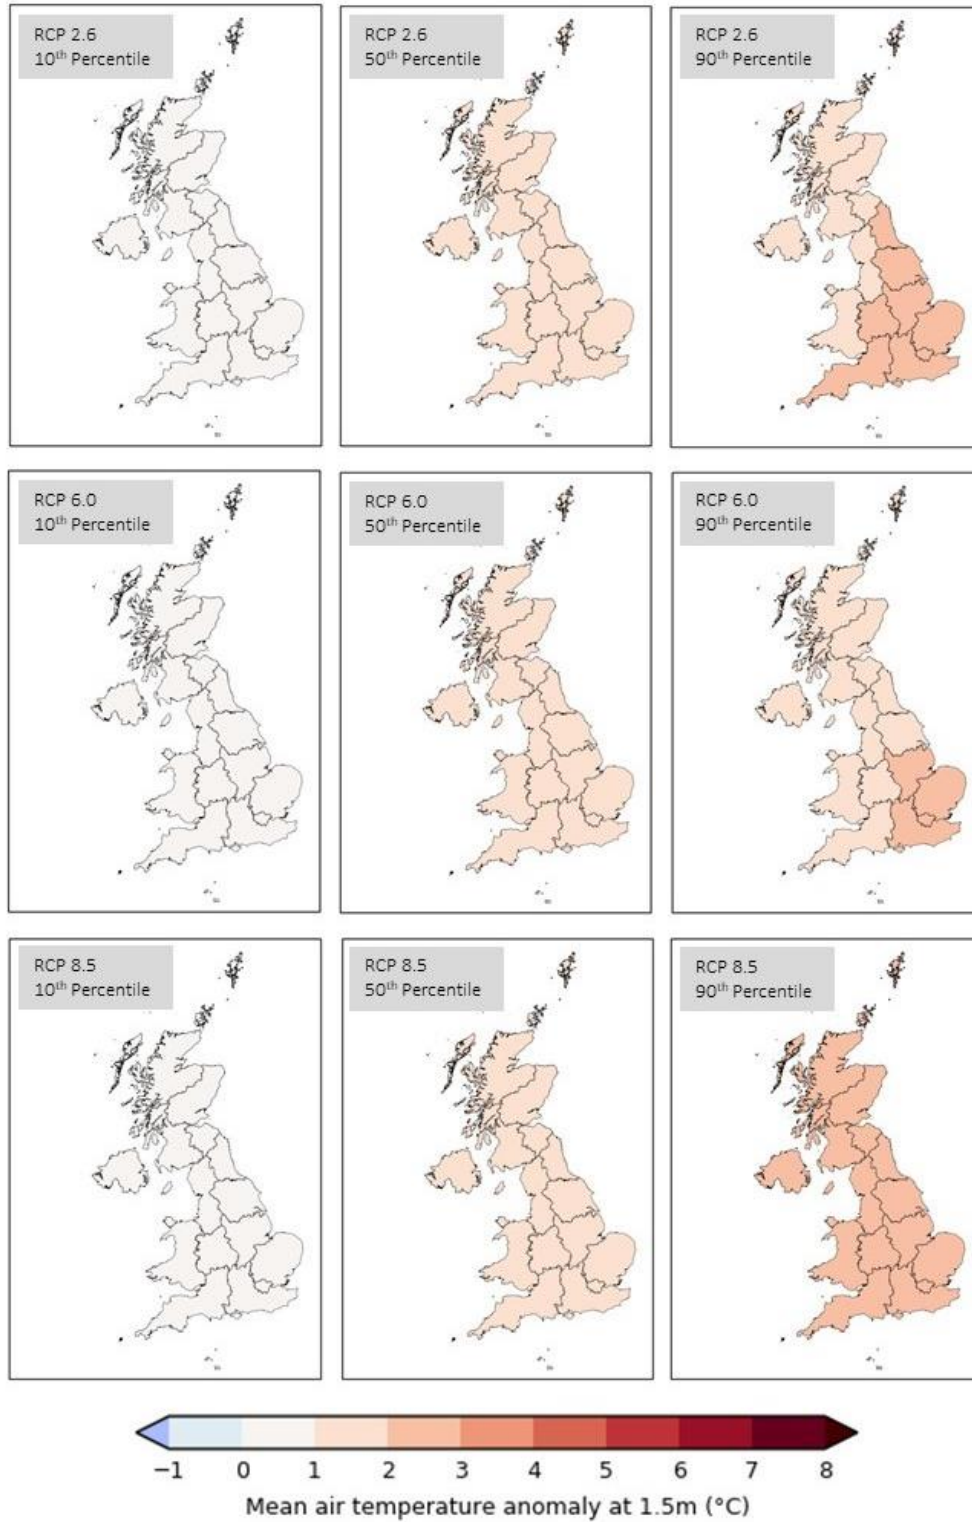 RCP 2.6
10th Percentile
RCP 2.6
50th Percentile
RCP 2.6
90th Percentile
RCP 6.0
10th Percentile
RCP 6.0
50th Percentile
RCP 6.0
90th Percentile
RCP 8.5
10th Percentile
RCP 8.5
50th Percentile
RCP 8.5
90th Percentile
−1 0 1 2 3 4 5 6 7 8
Mean air temperature anomaly at 1.5m (°C)